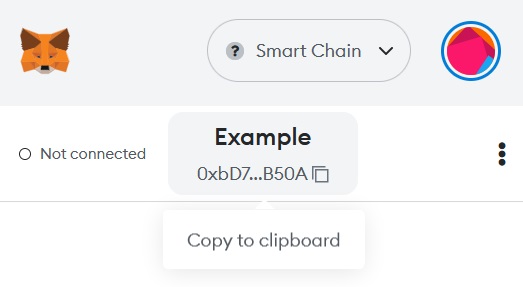 ? Smart Chain
Not connected
Example
0xbD7...B50A
Copy to clipboard